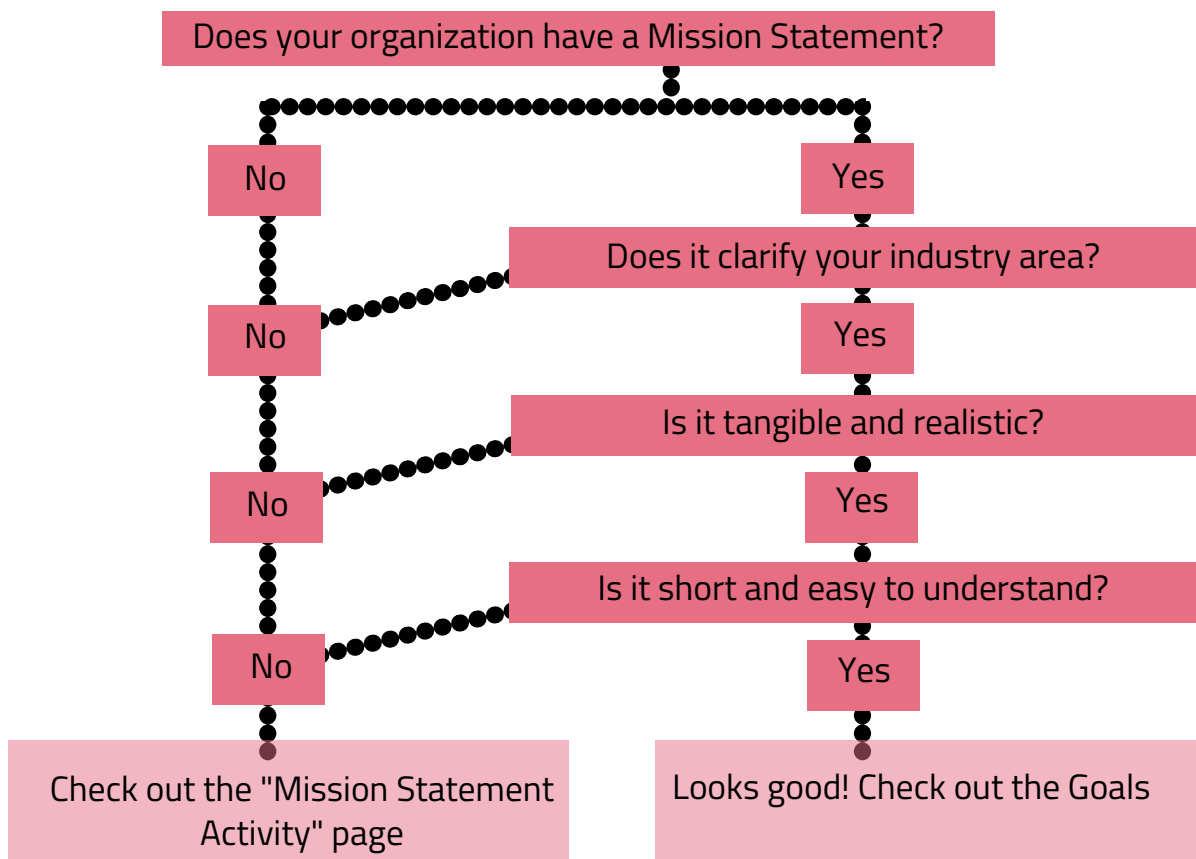 Does your organization have a Mission Statement?
No
Yes
Does it clarify your industry area?
No
Yes
Is it tangible and realistic?
No
Yes
Is it short and easy to understand?
No
Yes
Check out the "Mission Statement
Activity" page
Looks good! Check out the Goals